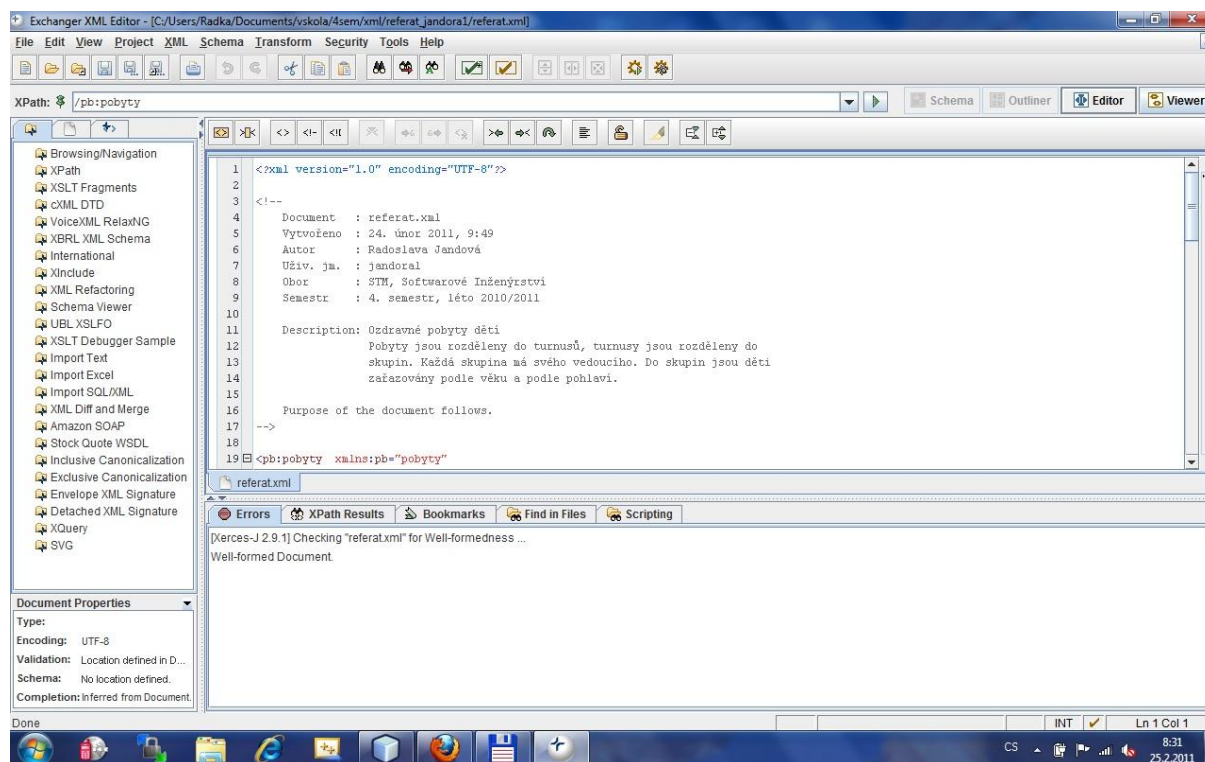 Exchanger XML Editor - [C:/Users/Radka/Documents/vskola/4sem/xml/referat_jandora1/referat.xml]
File Edit View Project XML Schema Transform Security Tools Help
XPath: /pb:pobyty Schema Outliner Editor Viewer
Browsing/Navigation
XPath
XSLT Fragments
cXML DTD
VoiceXML RelaxNG
XBRL XML Schema
International
XInclude
XML Refactoring
Schema Viewer
UBL XSLFO
XSLT Debugger Sample
Import Text
Import Excel
Import SQL/XML
XML Diff and Merge
Amazon SOAP
Stock Quote WSDL
Inclusive Canonicalization
Exclusive Canonicalization
Envelope XML Signature
Detached XML Signature
XQuery
SVG
Document Properties
Type:
Encoding: UTF-8
Validation: Location defined in D...
Schema: No location defined.
Completion: Inferred from Document.
1 <?xml version="1.0" encoding="UTF-8"?>
2
3 <!--
4 Document : referat.xml
5 Vytvořeno : 24. únor 2011, 9:49
6 Autor : Radoslava Jandová
7 Uživ. jm. : jandora1
8 Obor : STM, Softwarové Inženýrství
9 Semestr : 4. semestr, léto 2010/2011
10
11 Description: Ozdravné pobyty dětí
12 Pobyty jsou rozděleny do turnusů, turnusy jsou rozděleny do
13 skupin. Každá skupina má svého vedoucího. Do skupin jsou děti
14 zařazovány podle věku a podle pohlaví.
15
16 Purpose of the document follows.
17 -->
18
19 <pb:pobyty xmlns:pb="pobyty"
referat.xml
Errors XPath Results Bookmarks Find in Files Scripting
[Xerces-J 2.9.1] Checking "referat.xml" for Well-formedness ...
Well-formed Document.
Done INT Ln 1 Col 1
CS 8:31
25.2.2011